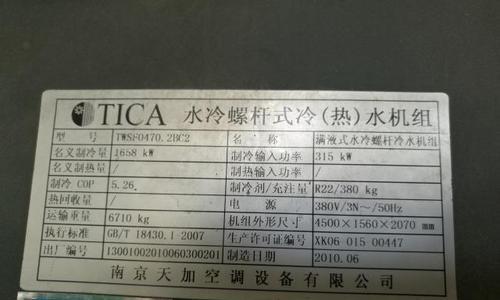 TICA 水冷螺杆式冷(热)水机组
型 号 TWSF0470.2BC2 名 称 满液式水冷螺杆冷水机组
名义制冷量 1658 kW 制冷输入功率 315 kW
名义制热量 / 制热输入功率 /
制冷 COP 5.26 制冷剂/充注量 R22/380 kg
热回收量 / 电 源 380V/3N~/50Hz
运输重量 6710 kg 机组外形尺寸 4500×1560×2070 mm
执行标准 GB/T 18430.1-2007 生产许可证编号 XK06 015 00447
出厂编号 13001002010060300201 制造日期 2010.06
南京天加空调设备有限公司